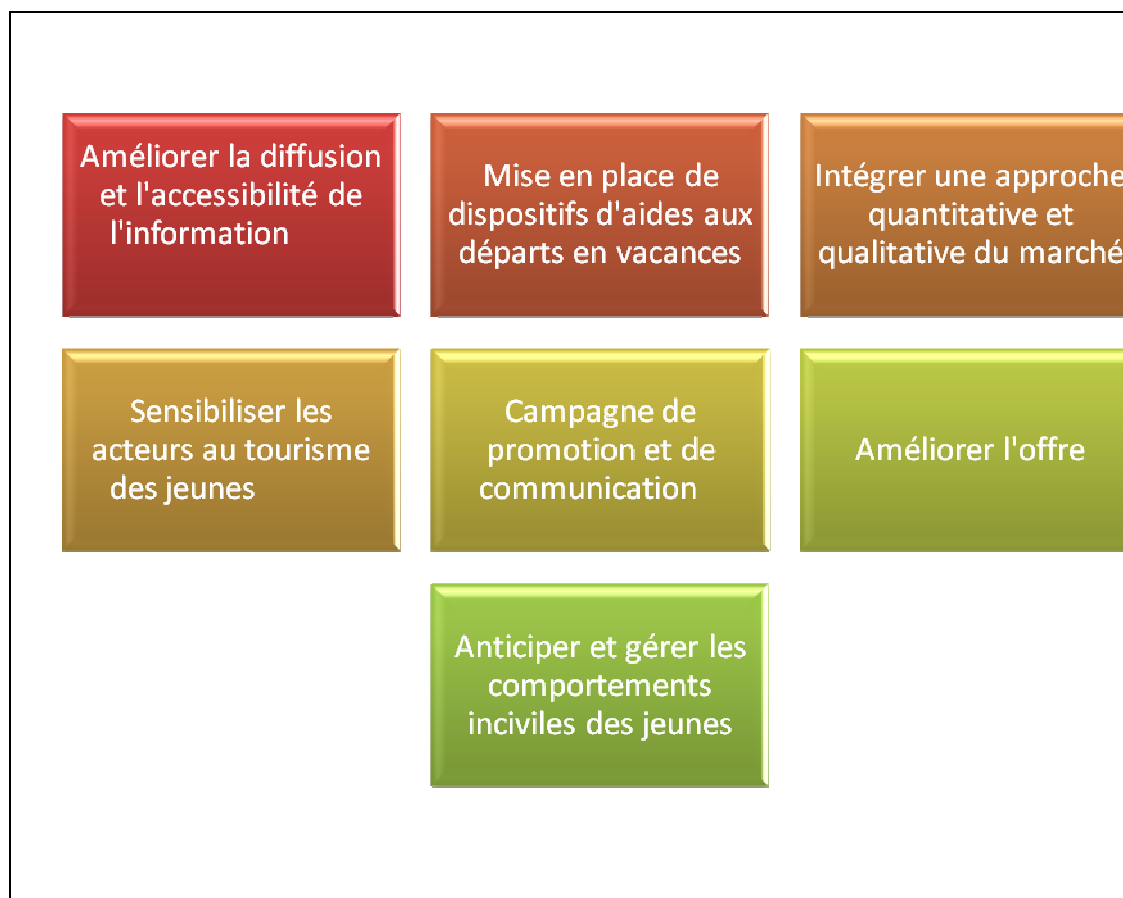 Améliorer la diffusion
et l'accessibilité de
l'information
Mise en place de
dispositifs d'aides aux
départs en vacances
Intégrer une approche
quantitative et
qualitative du marché
Sensibiliser les
acteurs au tourisme
des jeunes
Campagne de
promotion et de
communication
Améliorer l'offre
Anticiper et gérer les
comportements
inciviles des jeunes